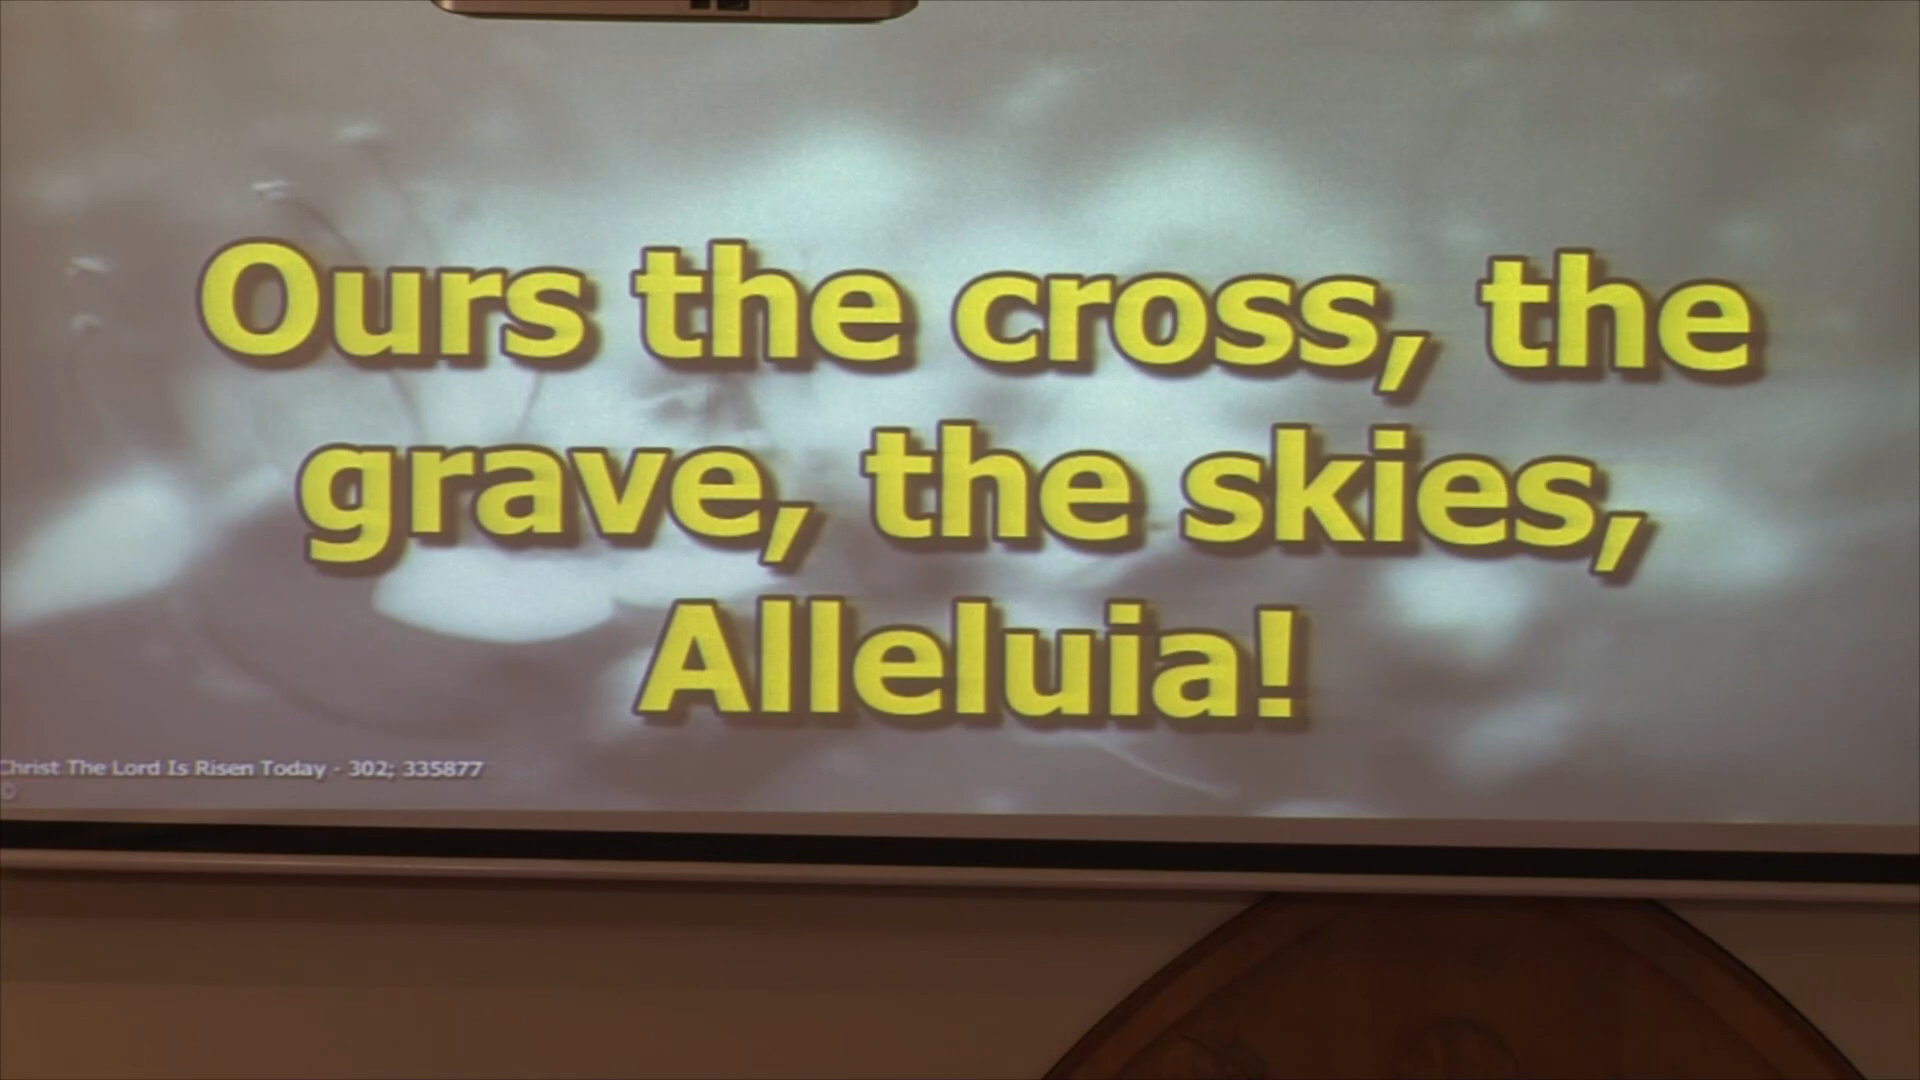 Ours the cross, the
grave, the skies,
Alleluia!
Christ The Lord Is Risen Today - 302; 335877
©